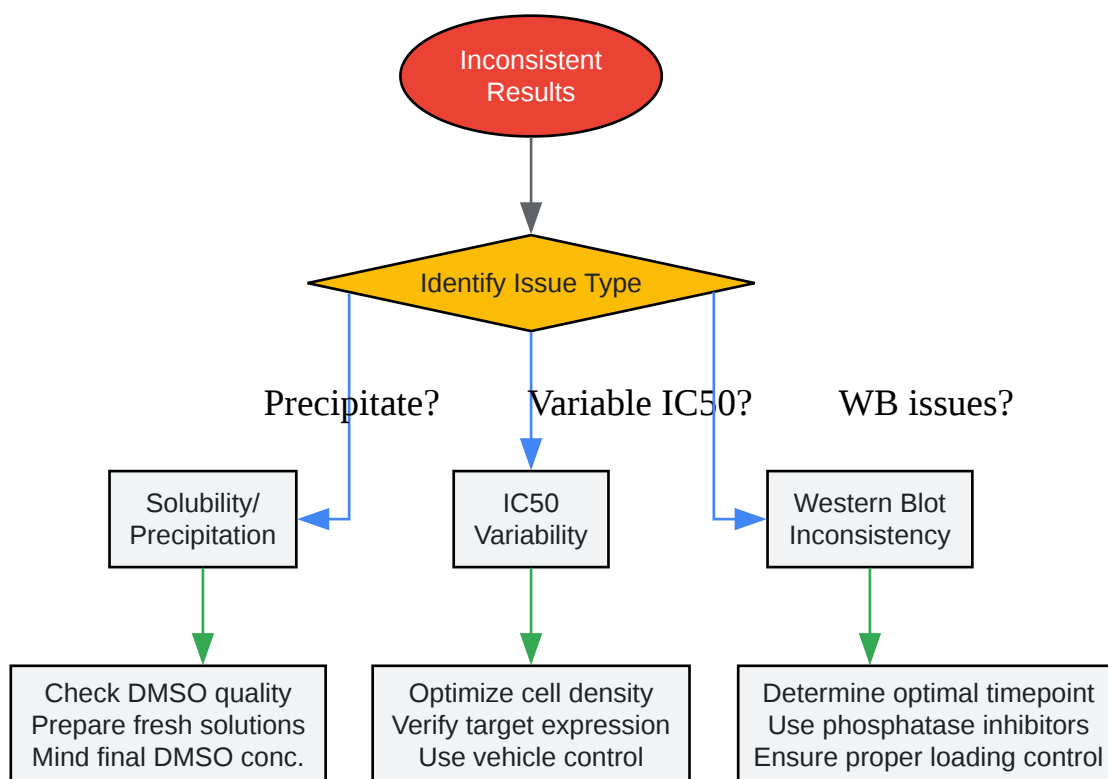 Inconsistent
Results
Identify Issue Type
Precipitate?
Variable IC50?
WB issues?
Solubility/
Precipitation
IC50
Variability
Western Blot
Inconsistency
Check DMSO quality
Prepare fresh solutions
Mind final DMSO conc.
Optimize cell density
Verify target expression
Use vehicle control
Determine optimal timepoint
Use phosphatase inhibitors
Ensure proper loading control